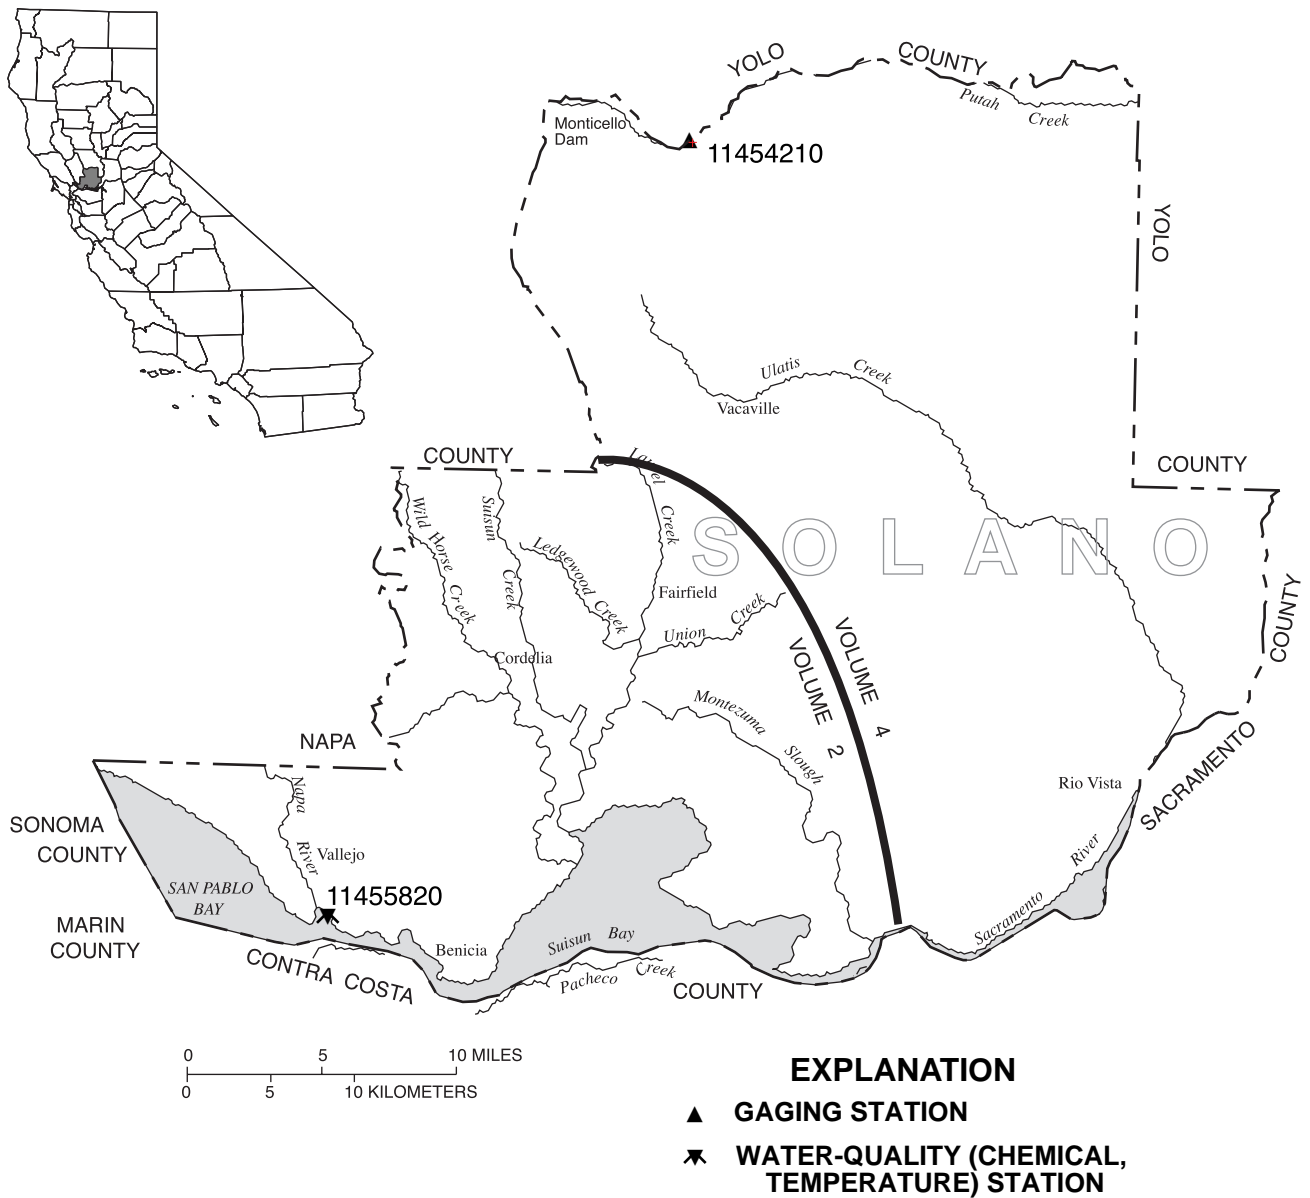 YOLO COUNTY
Putah Creek
Monticello
Dam
11454210
YOLO
COUNTY
Ulatis Creek
Vacaville
COUNTY
Laurel Creek
Wild Horse Creek
Suisun Creek
Ledgewood Creek
SOLANO
Fairfield
Union Creek
COUNTY
Cordelia
VOLUME 4
VOLUME 2
Montezuma Slough
NAPA
Rio Vista
SACRAMENTO
Napa River
SONOMA
COUNTY
Vallejo
SAN PABLO
BAY
11455820
MARIN
COUNTY
Sacramento River
Benicia
Suisun Bay
CONTRA COSTA COUNTY
Pacheco Creek
0 5 10 MILES
0 5 10 KILOMETERS
EXPLANATION
GAGING STATION
WATER-QUALITY (CHEMICAL,
TEMPERATURE) STATION